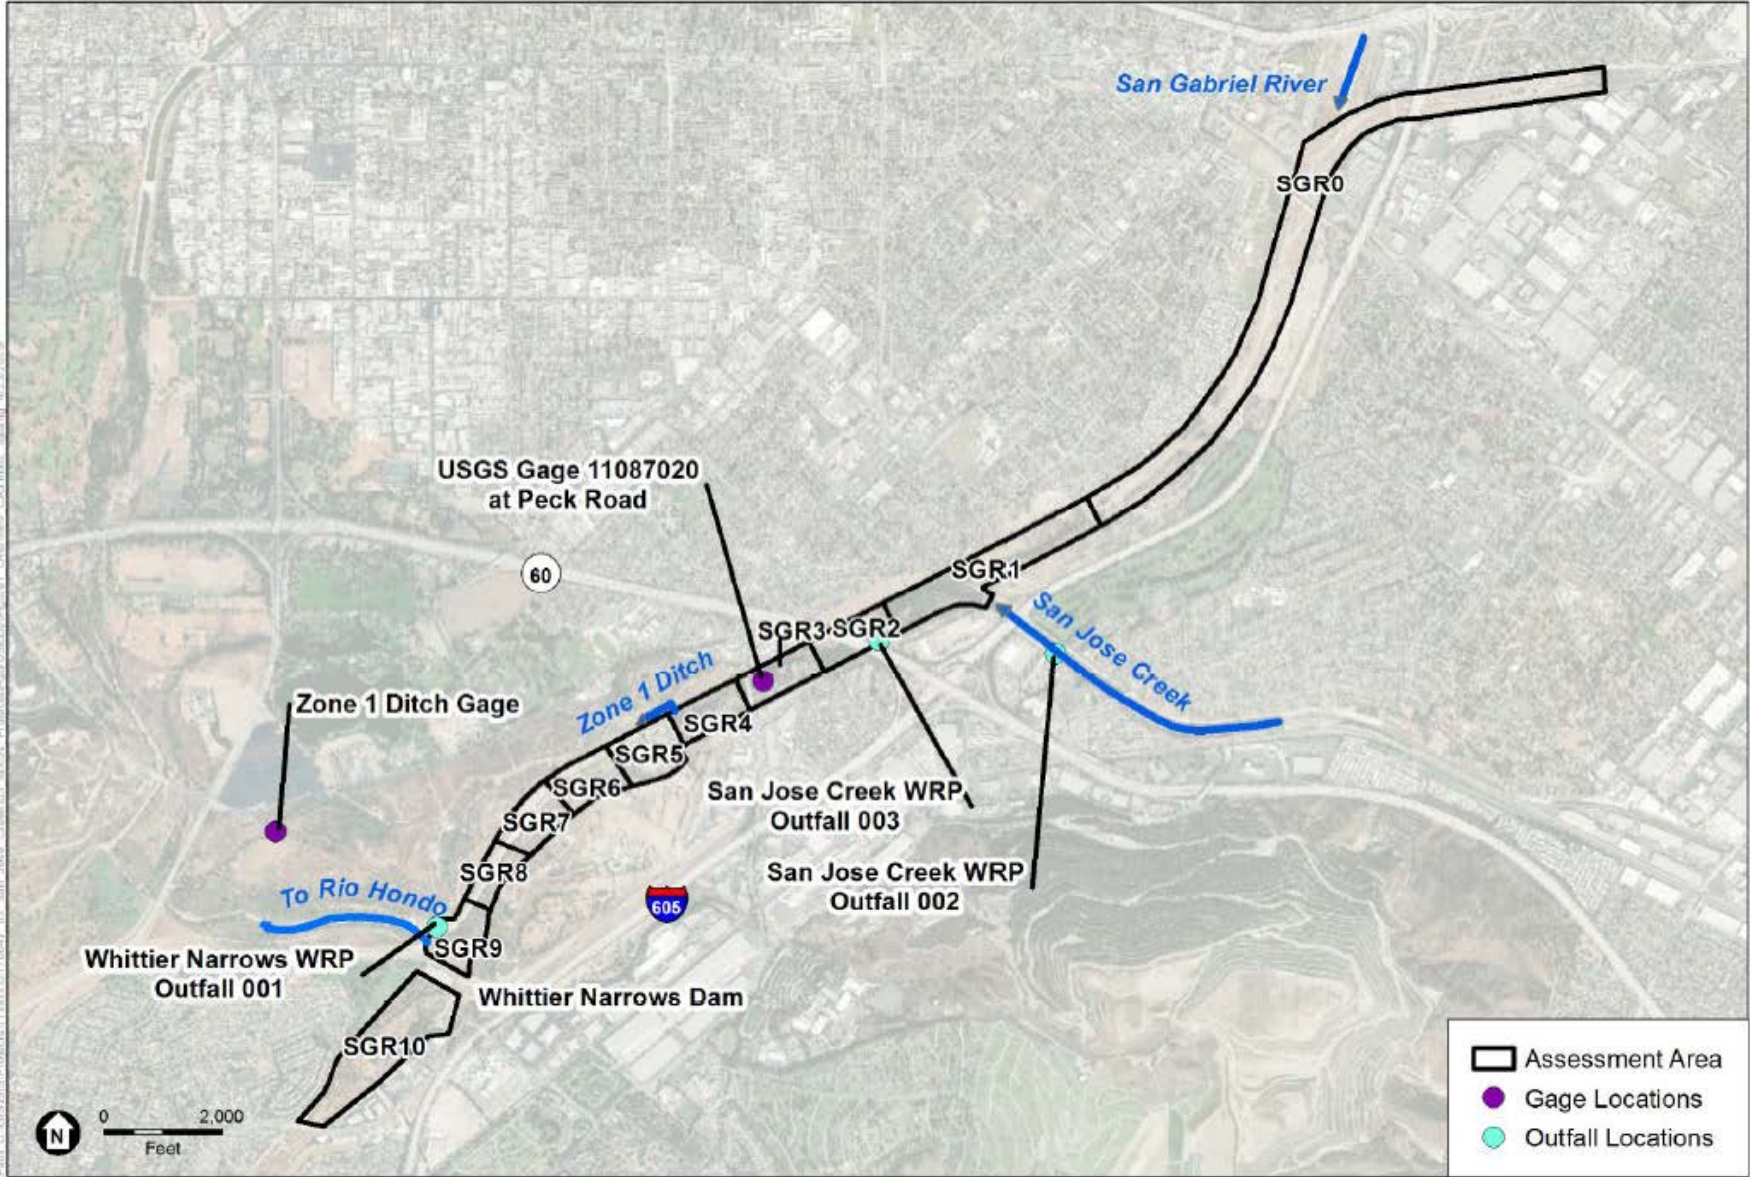 San Gabriel River
SGR0
USGS Gage 11087020
at Peck Road
60
SGR1
San Jose Creek
SGR3
SGR2
Zone 1 Ditch
SGR4
Zone 1 Ditch Gage
SGR5
SGR6
San Jose Creek WRP
Outfall 003
SGR7
San Jose Creek WRP
Outfall 002
SGR8
To Rio Hondo
605
SGR9
Whittier Narrows WRP
Outfall 001
Whittier Narrows Dam
SGR10
N
0 2,000
Feet
Assessment Area
Gage Locations
Outfall Locations